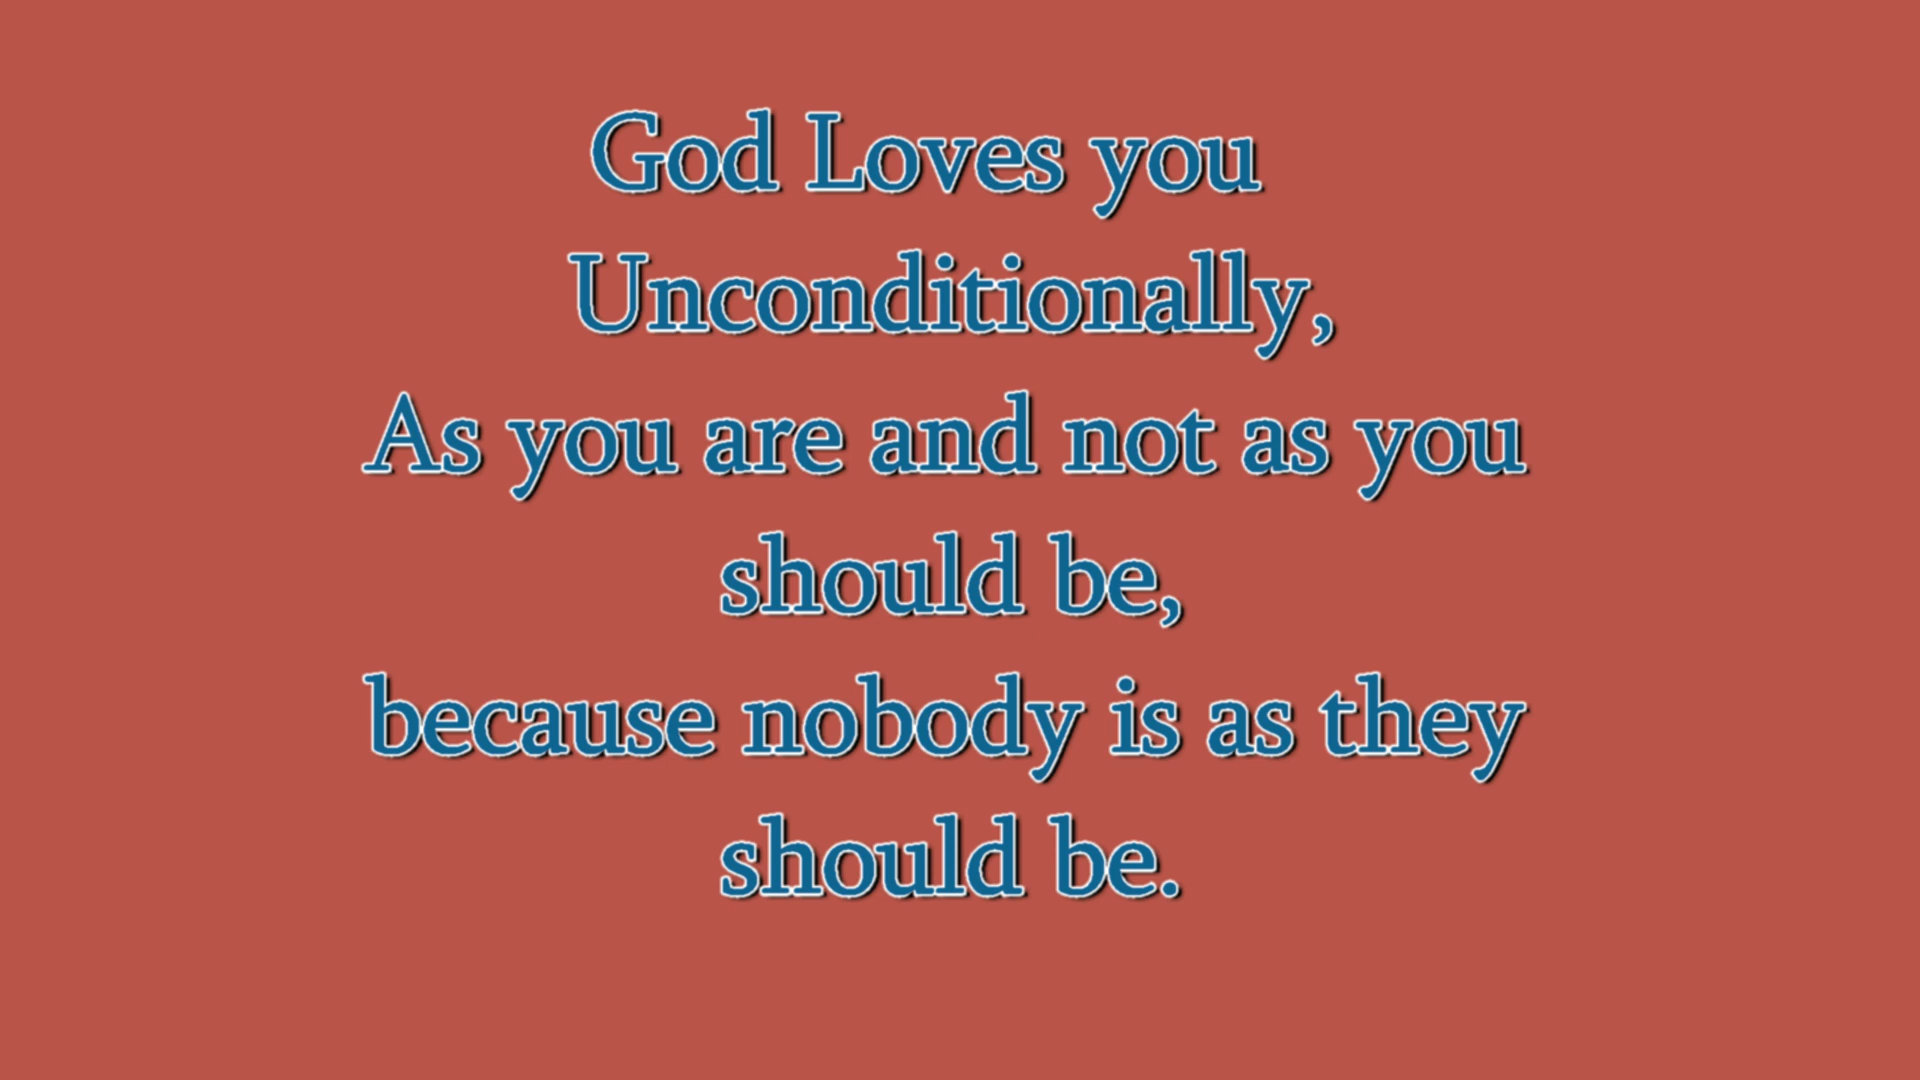 God Loves you
Unconditionally,
As you are and not as you
should be,
because nobody is as they
should be.